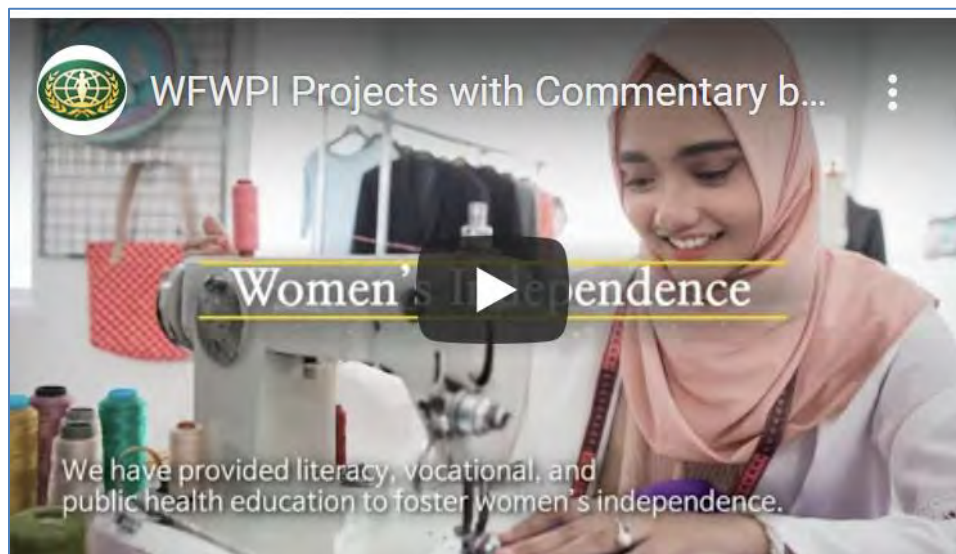 WFWPI Projects with Commentary b...
Women's Independence
We have provided literacy, vocational, and
public health education to foster women's independence.